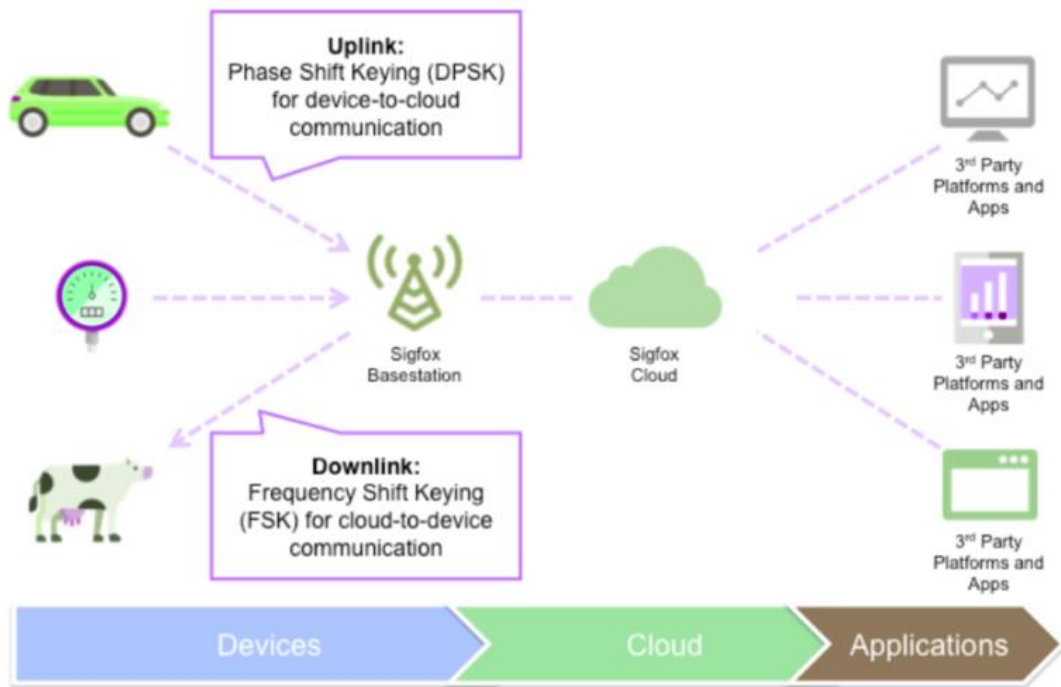 Uplink:
Phase Shift Keying (DPSK)
for device-to-cloud
communication
3rd Party
Platforms and
Apps
Sigfox
Basestation
Sigfox
Cloud
3rd Party
Platforms and
Apps
Downlink:
Frequency Shift Keying
(FSK) for cloud-to-device
communication
3rd Party
Platforms and
Apps
Devices
Cloud
Applications